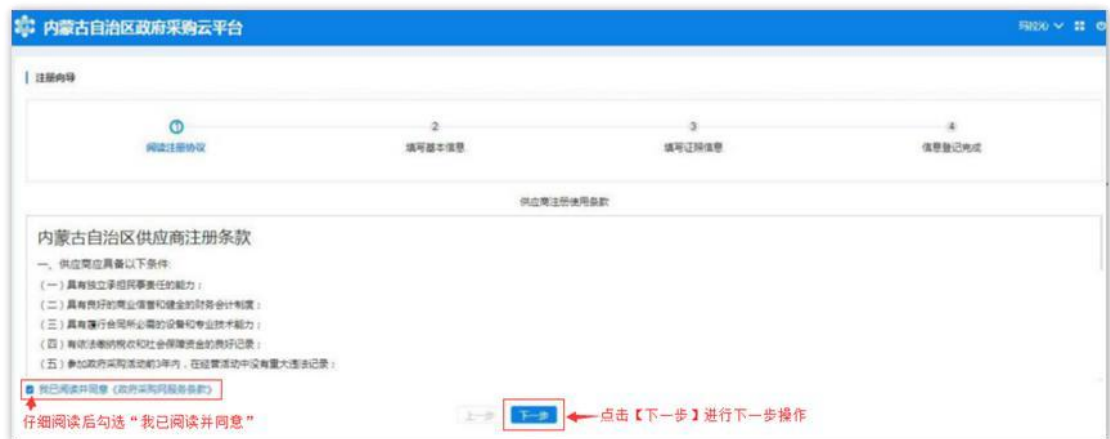 内蒙古自治区政府采购云平台
注册向导
1 2 3 4
阅读注册协议 填写基本信息 填写证照信息 信息登记完成
供应商注册使用条款
内蒙古自治区供应商注册条款
一、供应商应具备以下条件:
（一）具有独立承担民事责任的能力；
（二）具有良好的商业信誉和健全的财务会计制度；
（三）具有履行合同所必需的设备和专业技术能力；
（四）有依法缴纳税收和社会保障资金的良好记录；
（五）参加政府采购活动前3年内，在经营活动中没有重大违法记录；
我已阅读并同意《政府采购网服务条款》
仔细阅读后勾选“我已阅读并同意”
上一步 下一步 点击【下一步】进行下一步操作